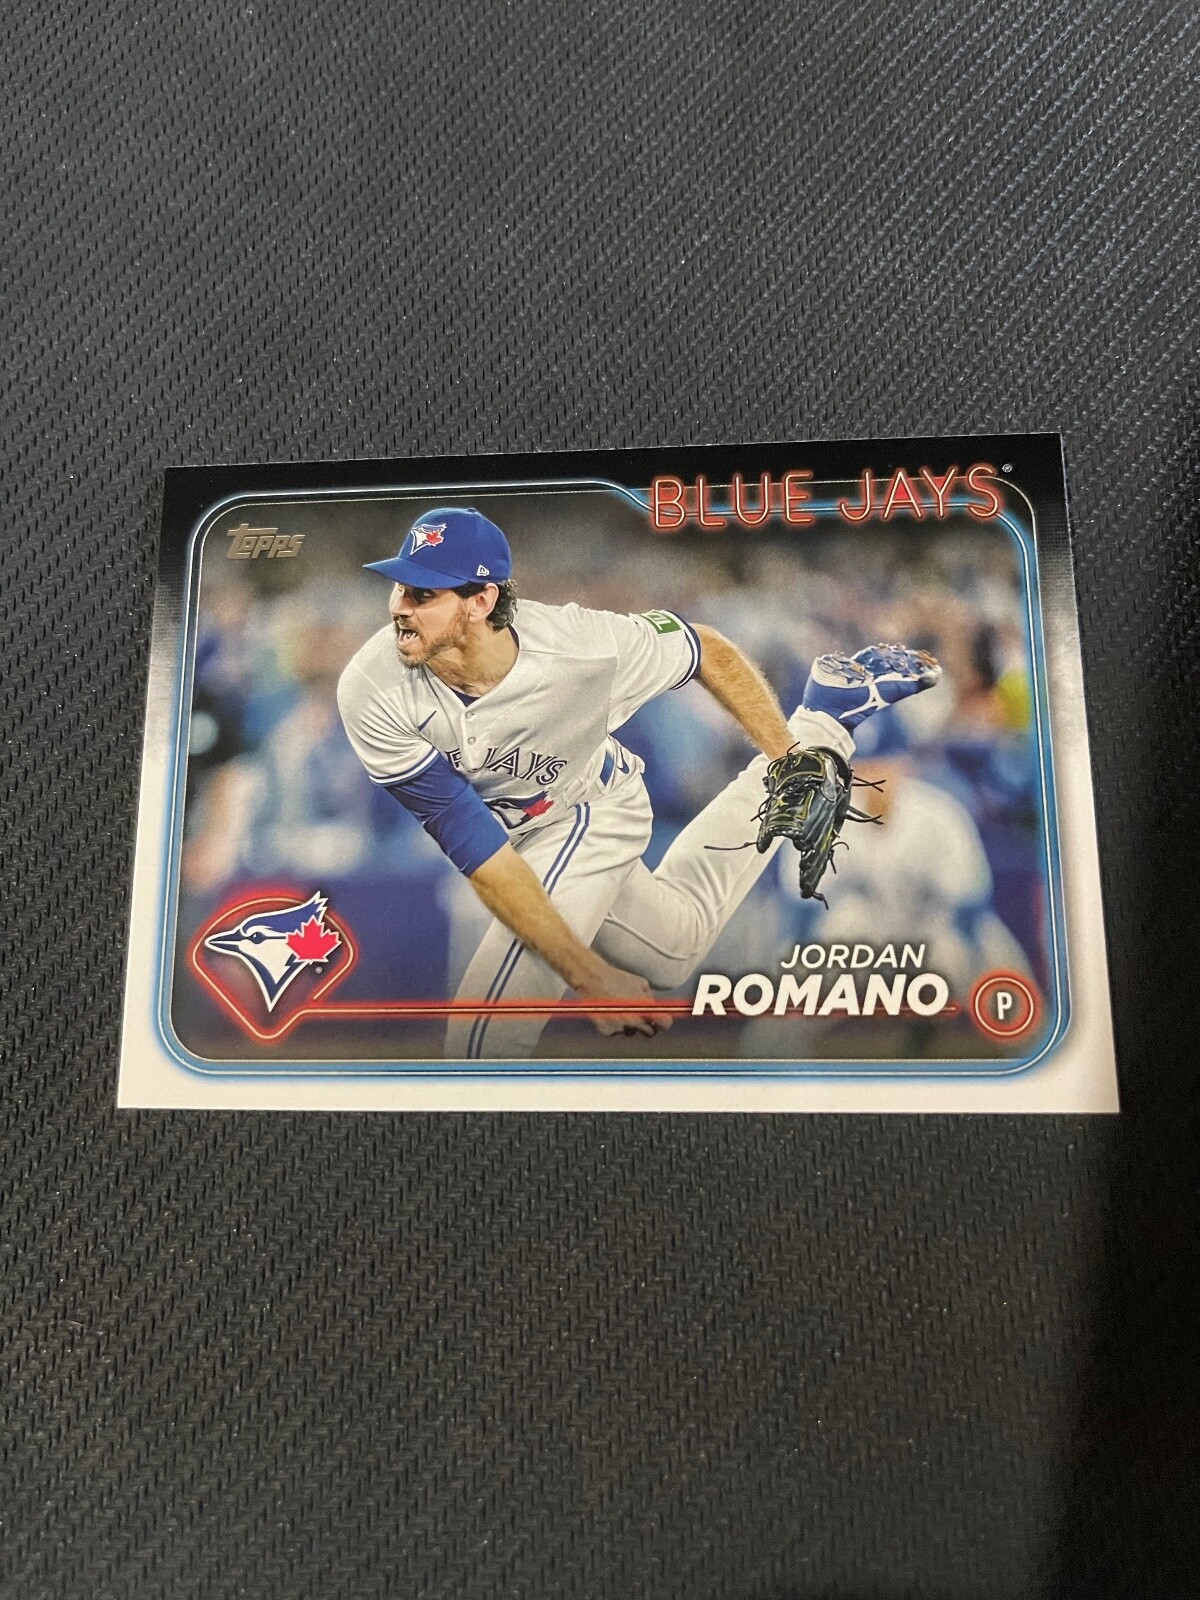 BLUE JAYS®
TOPPS
JAYS
JORDAN
ROMANO
P